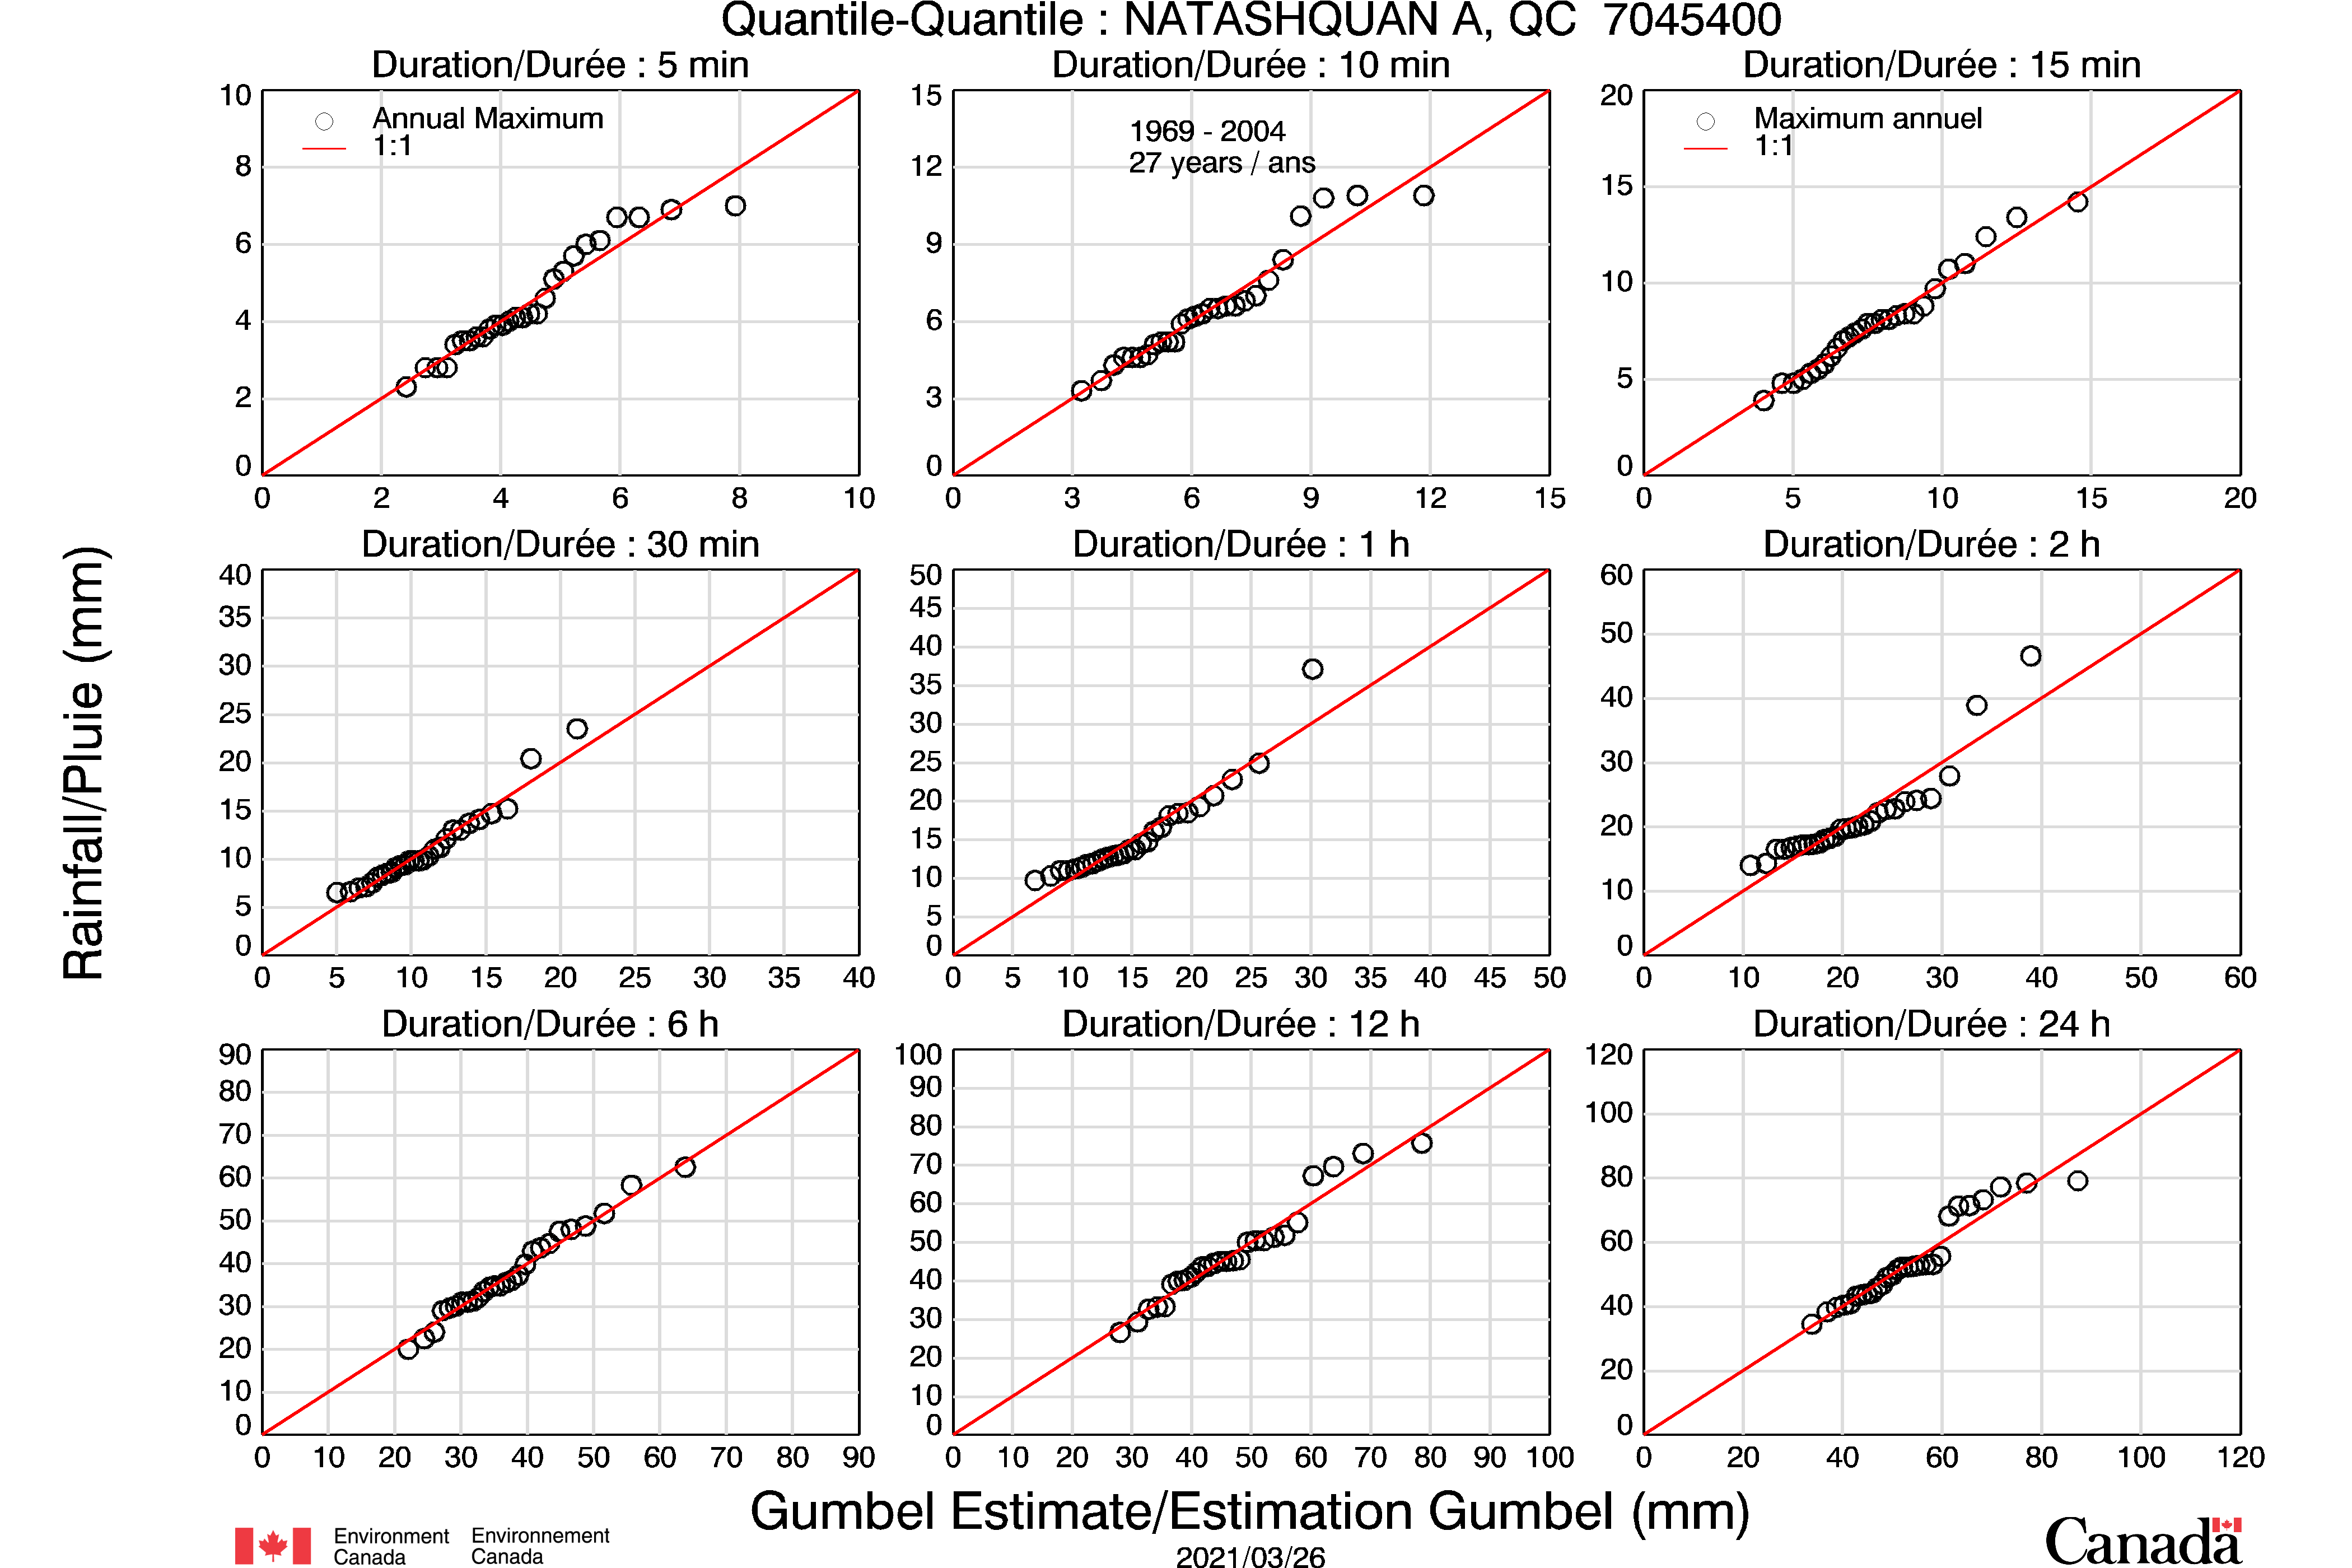 Quantile-Quantile : NATASHQUAN A, QC 7045400
Duration/Durée : 5 min
10
8
6
4
2
0
0 2 4 6 8 10
Annual Maximum
1:1
Duration/Durée : 10 min
15
12
9
6
3
0
0 3 6 9 12 15
1969 - 2004
27 years / ans
Duration/Durée : 15 min
20
15
10
5
0
0 5 10 15 20
Maximum annuel
1:1
Rainfall/Pluie (mm)
Duration/Durée : 30 min
40
35
30
25
20
15
10
5
0
0 5 10 15 20 25 30 35 40
Duration/Durée : 1 h
50
45
40
35
30
25
20
15
10
5
0
0 5 10 15 20 25 30 35 40 45 50
Duration/Durée : 2 h
60
50
40
30
20
10
0
0 10 20 30 40 50 60
Duration/Durée : 6 h
90
80
70
60
50
40
30
20
10
0
0 10 20 30 40 50 60 70 80 90
Duration/Durée : 12 h
100
90
80
70
60
50
40
30
20
10
0
0 10 20 30 40 50 60 70 80 90 100
Duration/Durée : 24 h
120
100
80
60
40
20
0
0 20 40 60 80 100 120
Gumbel Estimate/Estimation Gumbel (mm)
Environment Canada
Environnement Canada
2021/03/26
Canada